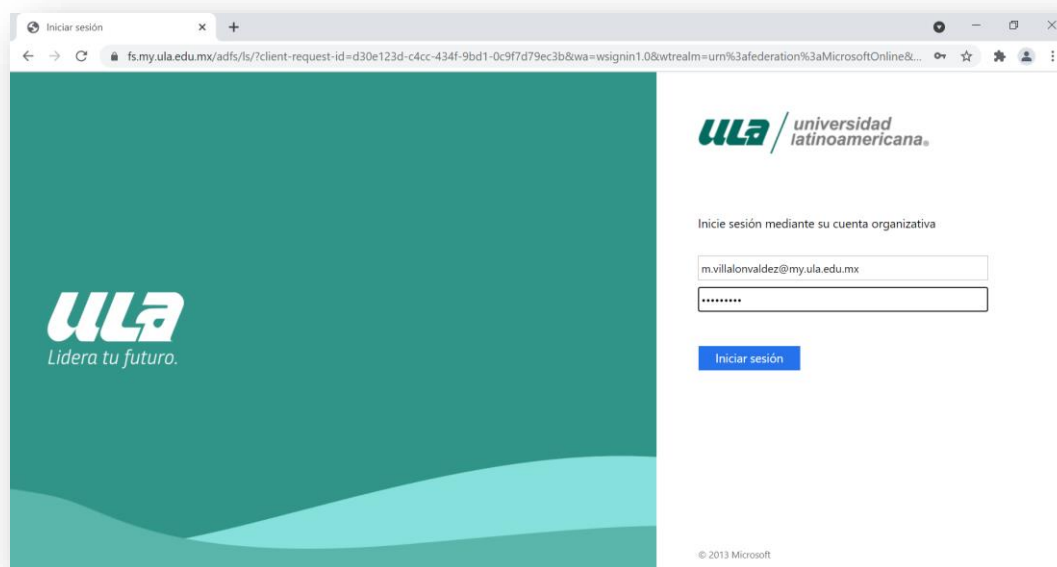 Iniciar sesión
fs.my.ula.edu.mx/adfs/ls/?client-request-id=d30e123d-c4cc-434f-9bd1-0c9f7d79ec3b&wa=wsignin1.0&wtrealm=urn%3afederation%3aMicrosoftOnline&...
ULA
Lidera tu futuro.
ULA universidad
latinoamericana®
Inicie sesión mediante su cuenta organizativa
m.villalonvaldez@my.ula.edu.mx
•••••••••
Iniciar sesión
© 2013 Microsoft